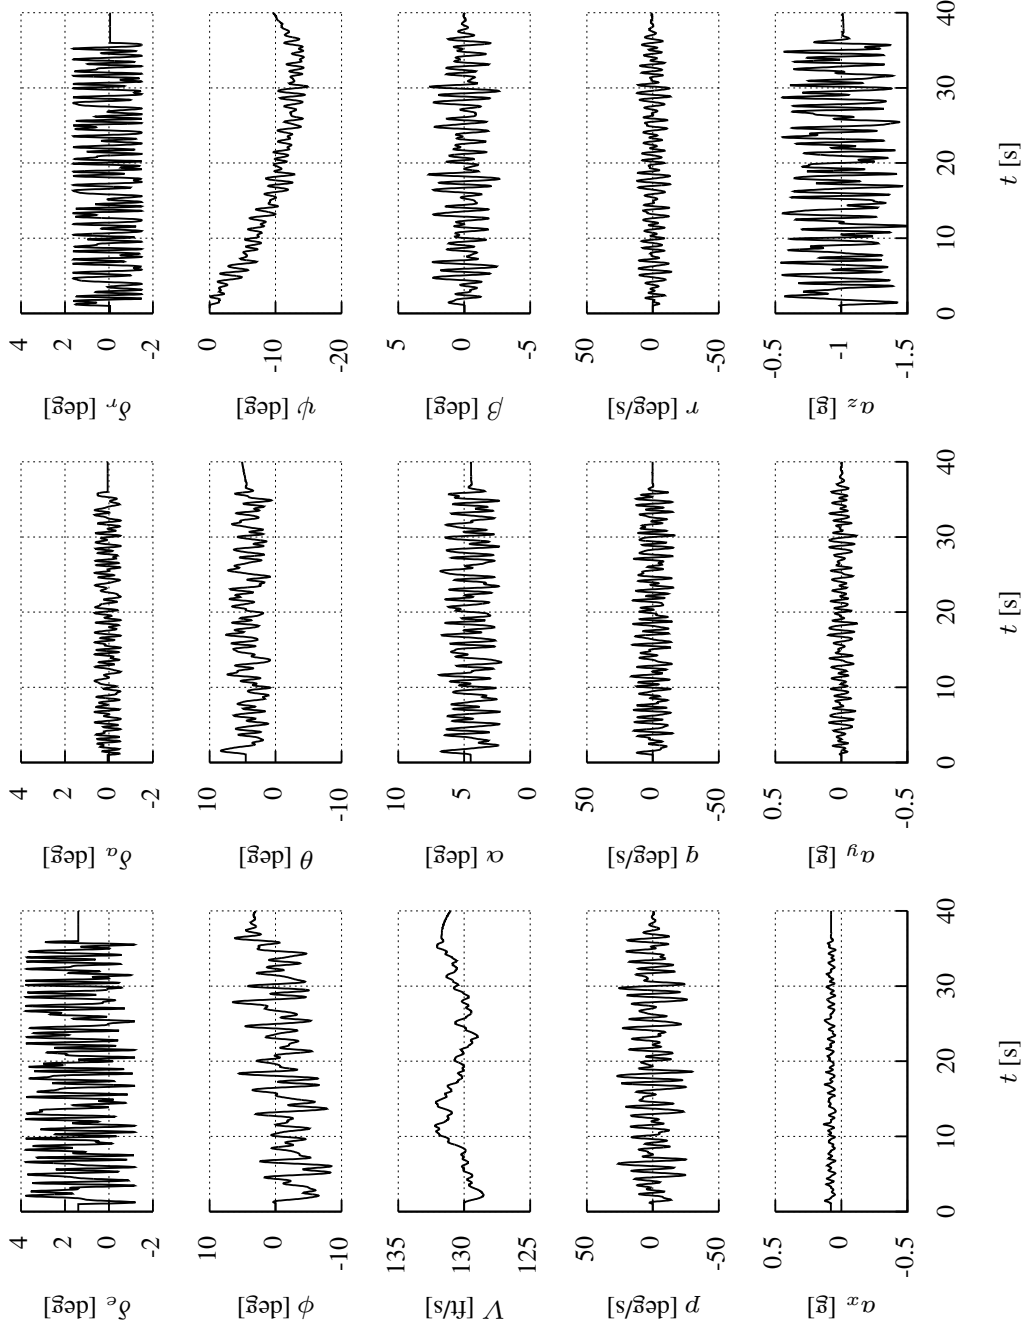 δe [deg]
4
2
0
-2
δa [deg]
4
2
0
-2
δr [deg]
4
2
0
-2
ϕ [deg]
10
0
-10
θ [deg]
10
0
-10
ψ [deg]
0
-10
-20
V [ft/s]
135
130
125
α [deg]
10
5
0
β [deg]
5
0
-5
p [deg/s]
50
0
-50
q [deg/s]
50
0
-50
r [deg/s]
50
0
-50
ax [g]
0.5
0
-0.5
0 10 20 30 40
t [s]
ay [g]
0.5
0
-0.5
0 10 20 30 40
t [s]
az [g]
-0.5
-1
-1.5
0 10 20 30 40
t [s]